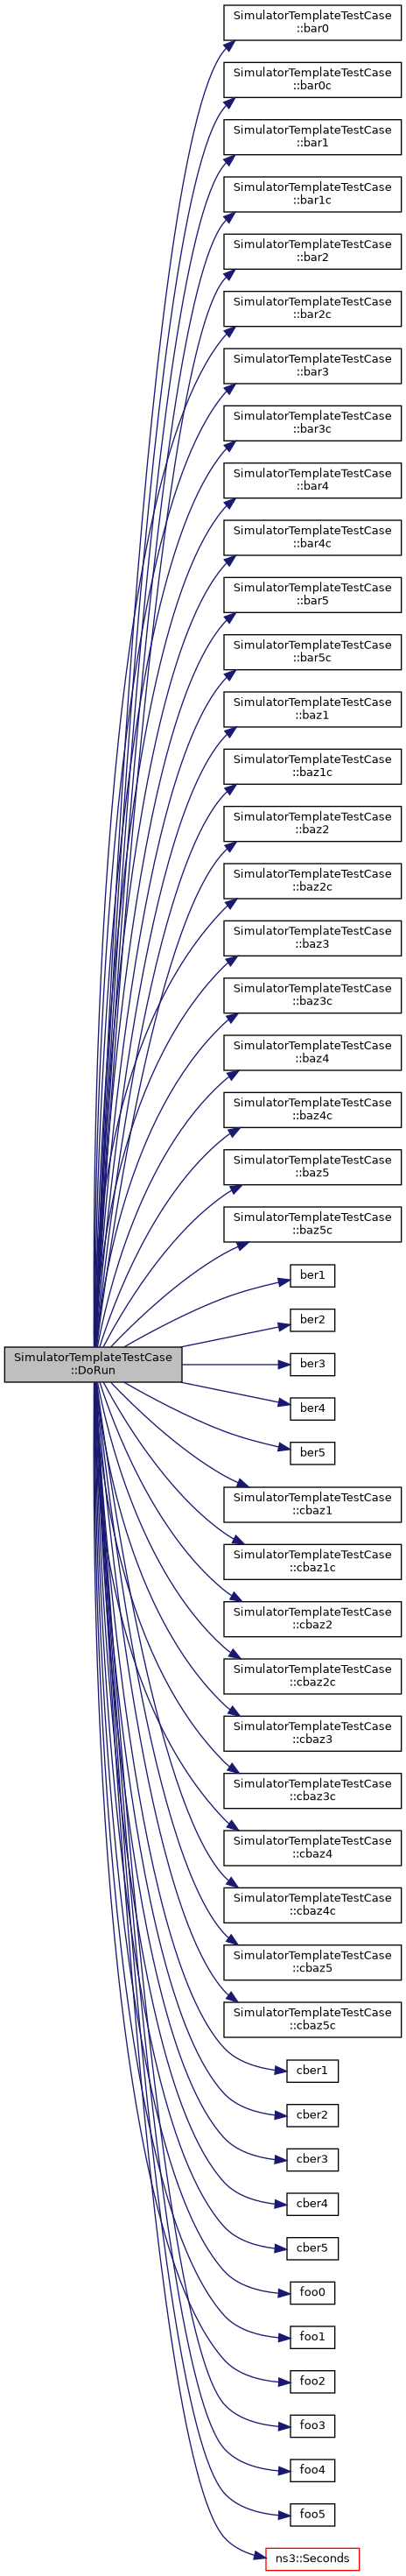 SimulatorTemplateTestCase
::bar0
SimulatorTemplateTestCase
::bar0c
SimulatorTemplateTestCase
::bar1
SimulatorTemplateTestCase
::bar1c
SimulatorTemplateTestCase
::bar2
SimulatorTemplateTestCase
::bar2c
SimulatorTemplateTestCase
::bar3
SimulatorTemplateTestCase
::bar3c
SimulatorTemplateTestCase
::bar4
SimulatorTemplateTestCase
::bar4c
SimulatorTemplateTestCase
::bar5
SimulatorTemplateTestCase
::bar5c
SimulatorTemplateTestCase
::baz1
SimulatorTemplateTestCase
::baz1c
SimulatorTemplateTestCase
::baz2
SimulatorTemplateTestCase
::baz2c
SimulatorTemplateTestCase
::baz3
SimulatorTemplateTestCase
::baz3c
SimulatorTemplateTestCase
::baz4
SimulatorTemplateTestCase
::baz4c
SimulatorTemplateTestCase
::baz5
SimulatorTemplateTestCase
::baz5c
ber1
ber2
SimulatorTemplateTestCase
::DoRun
ber3
ber4
ber5
SimulatorTemplateTestCase
::cbaz1
SimulatorTemplateTestCase
::cbaz1c
SimulatorTemplateTestCase
::cbaz2
SimulatorTemplateTestCase
::cbaz2c
SimulatorTemplateTestCase
::cbaz3
SimulatorTemplateTestCase
::cbaz3c
SimulatorTemplateTestCase
::cbaz4
SimulatorTemplateTestCase
::cbaz4c
SimulatorTemplateTestCase
::cbaz5
SimulatorTemplateTestCase
::cbaz5c
cber1
cber2
cber3
cber4
cber5
foo0
foo1
foo2
foo3
foo4
foo5
ns3::Seconds